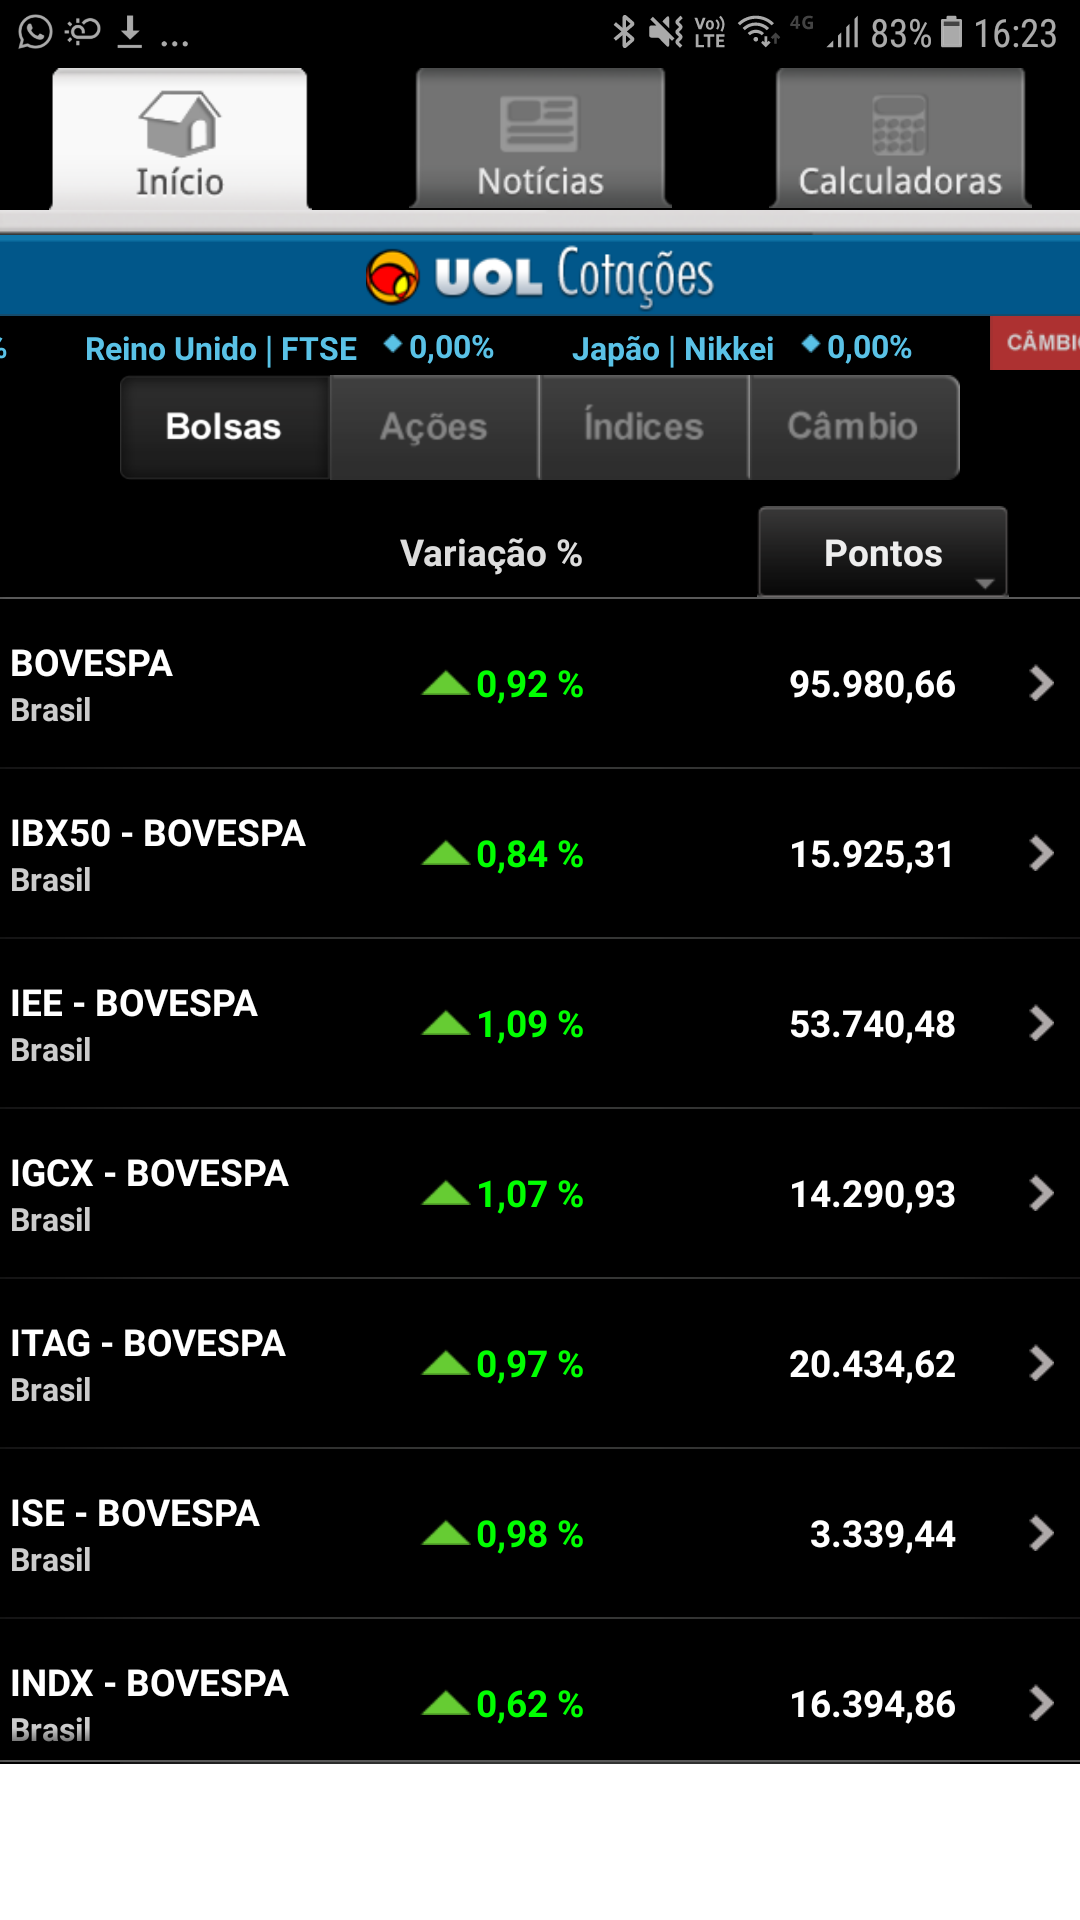 ... Vo)) LTE 4G 83% 16:23
Início Notícias Calculadoras
UOL Cotações
% Reino Unido | FTSE 0,00% Japão | Nikkei 0,00%
Bolsas Ações Índices Câmbio
Variação % Pontos
BOVESPA
Brasil
0,92 % 95.980,66
IBX50 - BOVESPA
Brasil
0,84 % 15.925,31
IEE - BOVESPA
Brasil
1,09 % 53.740,48
IGCX - BOVESPA
Brasil
1,07 % 14.290,93
ITAG - BOVESPA
Brasil
0,97 % 20.434,62
ISE - BOVESPA
Brasil
0,98 % 3.339,44
INDX - BOVESPA
Brasil
0,62 % 16.394,86